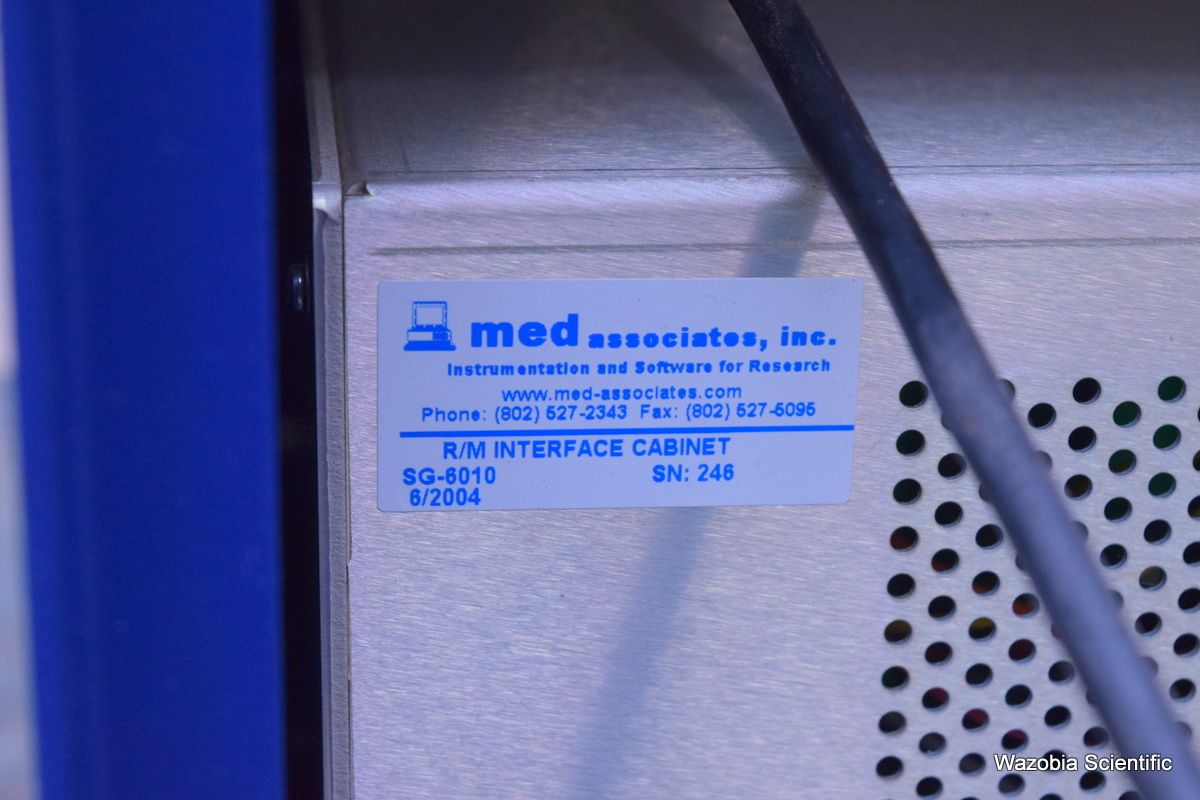 med associates, inc.
Instrumentation and Software for Research
www.med-associates.com
Phone: (802) 527-2343 Fax: (802) 527-5095
R/M INTERFACE CABINET
SG-6010 SN: 246
6/2004
Wazobia Scientific